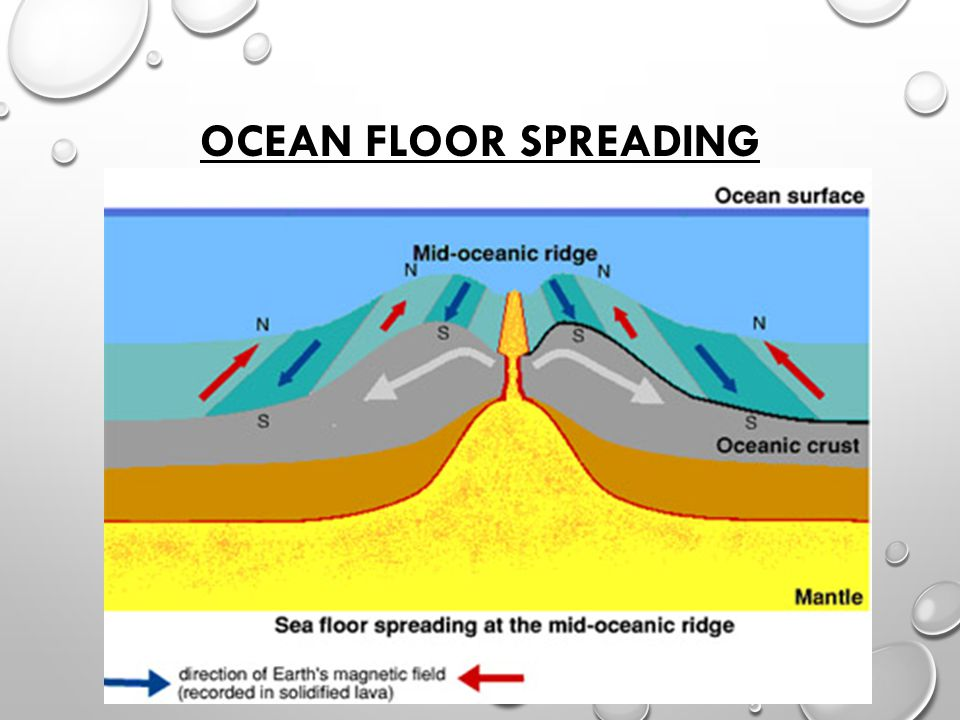 OCEAN FLOOR SPREADING
Ocean surface
Mid-oceanic ridge
N N
N N
S S
S S
Oceanic crust
Mantle
Sea floor spreading at the mid-oceanic ridge
direction of Earth's magnetic field
(recorded in solidified lava)